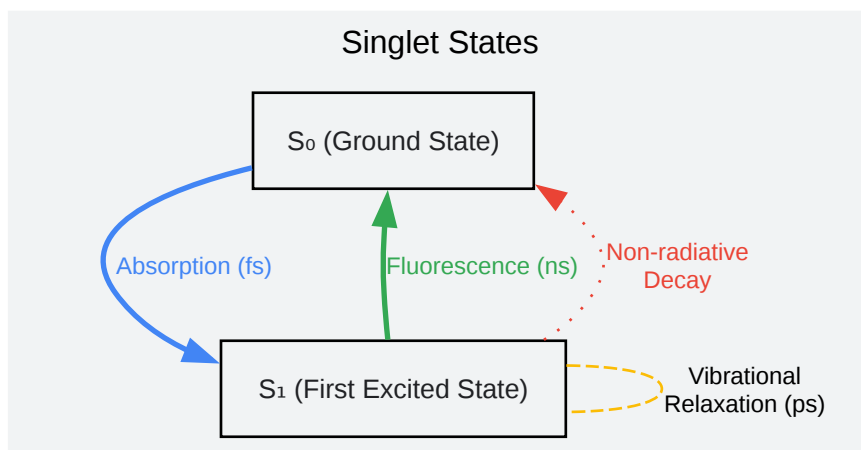 Singlet States
S₀ (Ground State)
Absorption (fs)
Fluorescence (ns)
Non-radiative
Decay
S₁ (First Excited State)
Vibrational
Relaxation (ps)